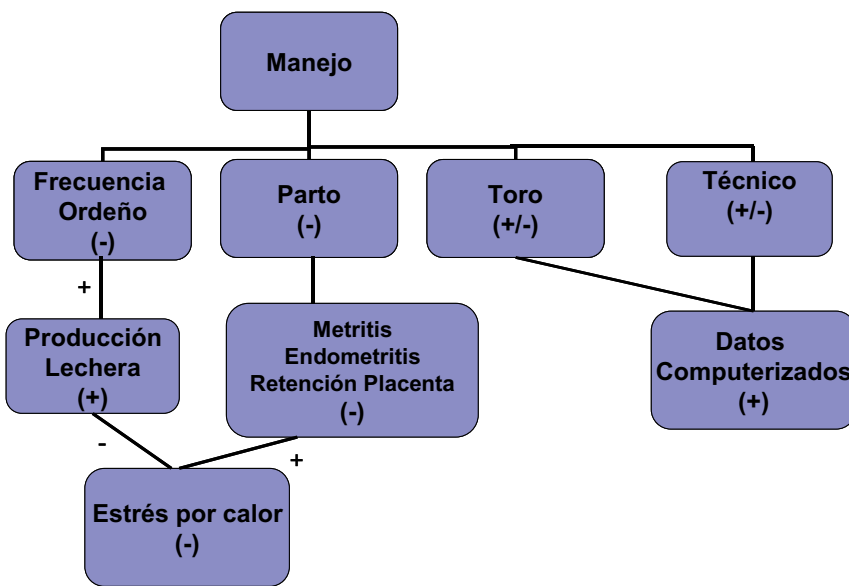 Manejo
Frecuencia
Ordeño
(-)
Parto
(-)
Toro
(+/-)
Técnico
(+/-)
+
Producción
Lechera
(+)
Metritis
Endometritis
Retención Placenta
(-)
Datos
Computerizados
(+)
-
+
Estrés por calor
(-)